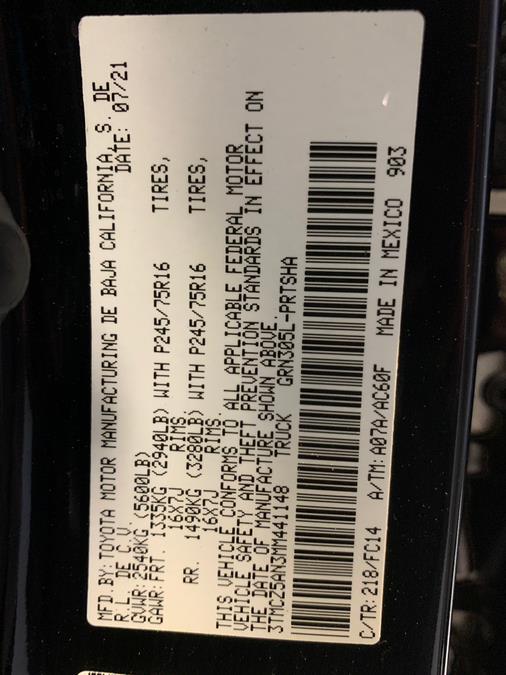 MFD.BY:TOYOTA MOTOR MANUFACTURING DE BAJA CALIFORNIA, S. DE
R.L. DE C.V. DATE: 07/21
GVWR:2540KG (5600LB)
GAWR:FRT. 1335KG (2940LB) WITH P245/75R16 TIRES,
16X7J RIMS
RR. 1490KG (3280LB) WITH P245/75R16 TIRES,
16X7J RIMS.
THIS VEHICLE CONFORMS TO ALL APPLICABLE FEDERAL MOTOR
VEHICLE SAFETY AND THEFT PREVENTION STANDARDS IN EFFECT ON
THE DATE OF MANUFACTURE SHOWN ABOVE.
3TMCZ5AN3MM441148 TRUCK GRN305L-PRTSHA
C/TR:218/FC14 A/TM:A07A/AC60F MADE IN MEXICO 903